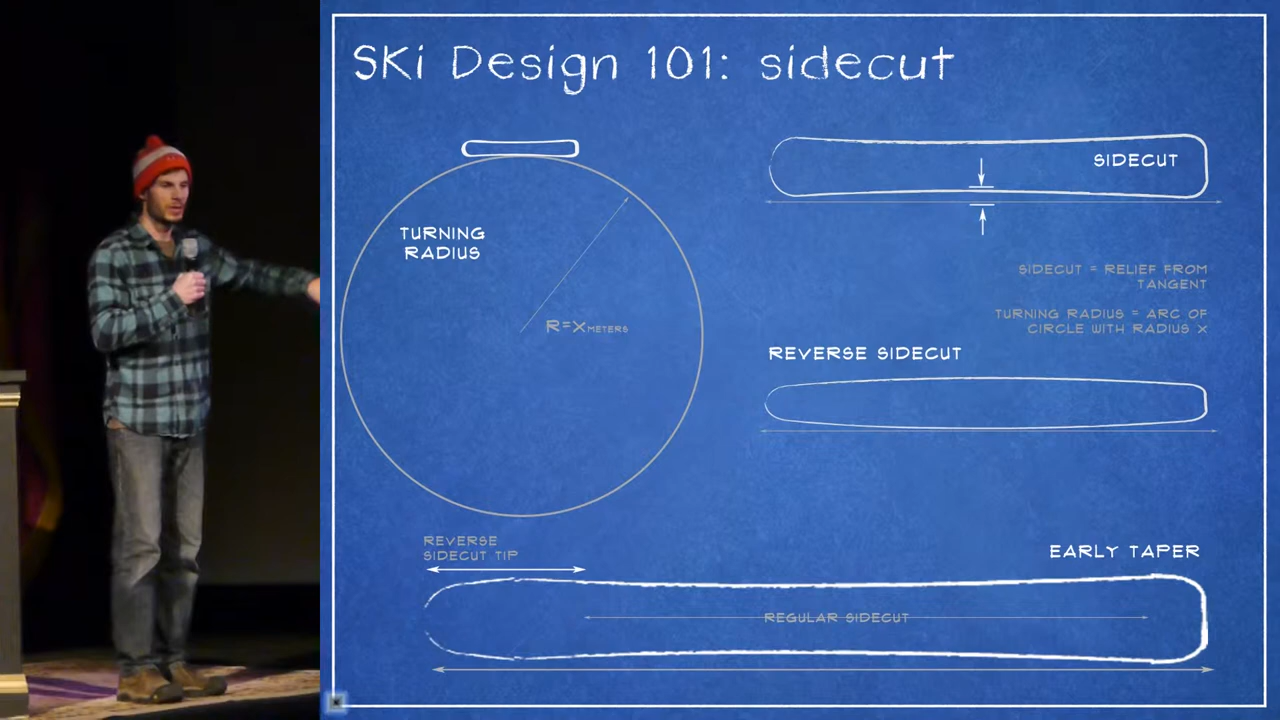 SKi Design 101: sidecut
TURNING
RADIUS
R=X METERS
SIDECUT
SIDECUT = RELIEF FROM
TANGENT
TURNING RADIUS = ARC OF
CIRCLE WITH RADIUS X
REVERSE SIDECUT
REVERSE
SIDECUT TIP
EARLY TAPER
REGULAR SIDECUT